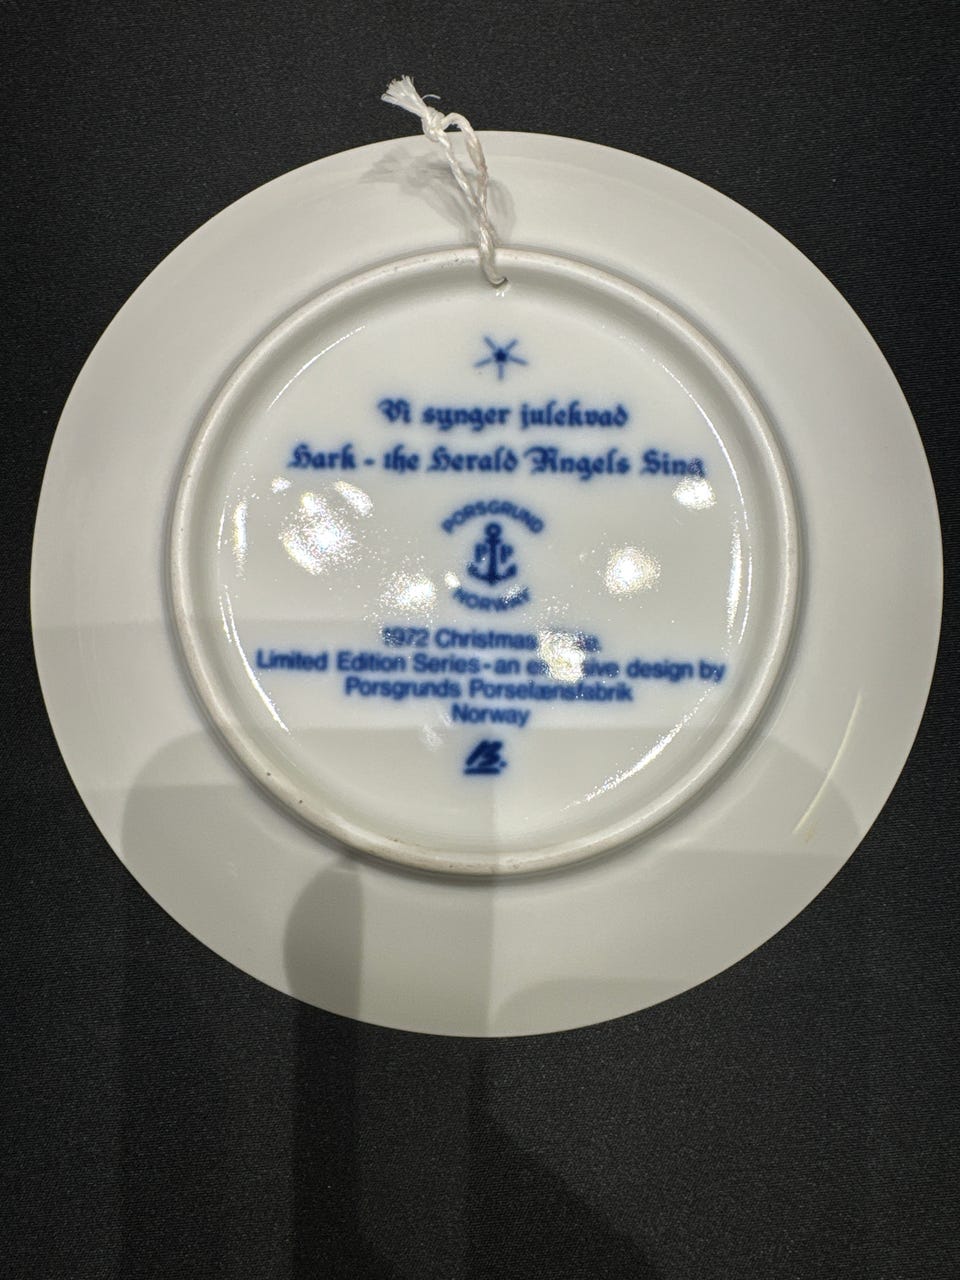 Vi synger julekvad
Hark - the Herald Angels Sing
PORSGRUND
P P
NORWAY
1972 Christmas
Limited Edition Series - an exclusive design by
Porsgrunds Porselænsfabrik
Norway